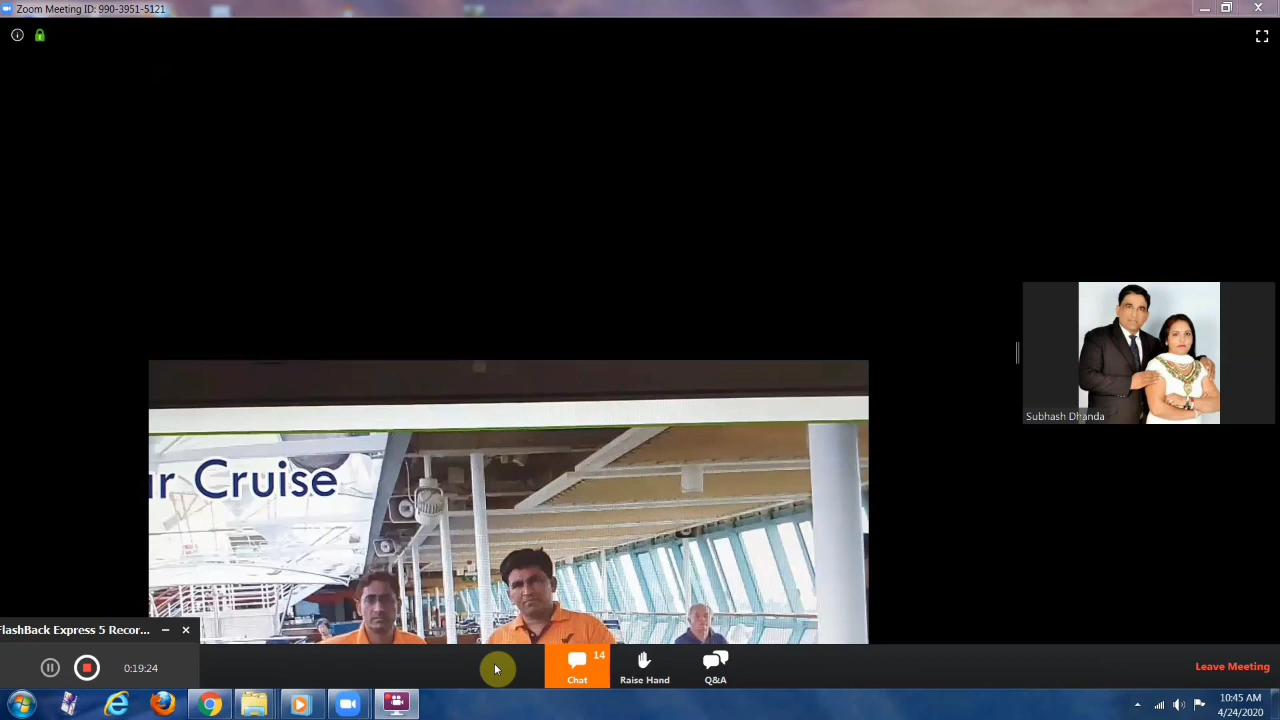 Zoom Meeting ID: 990-3951-5121
Subhash Dhanda
Cruise
FlashBack Express 5 Recor...
0:19:24
14
Chat
Raise Hand
Q&A
Leave Meeting
10:45 AM
4/24/2020